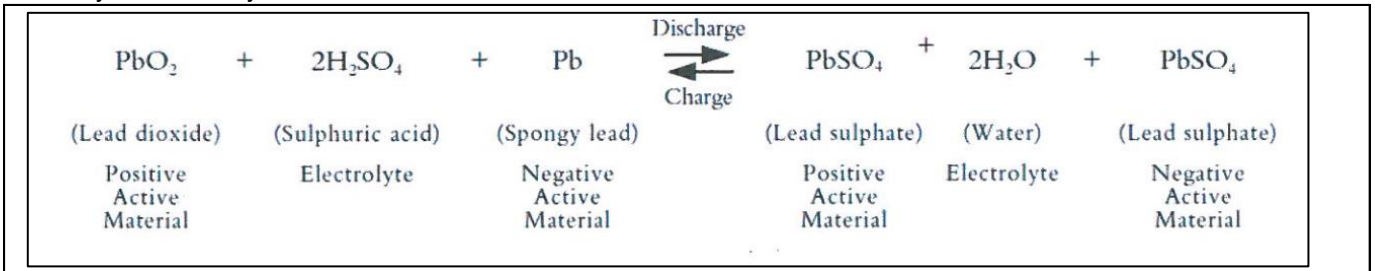 Discharge
PbO₂ + 2H₂SO₄ + Pb PbSO₄ + 2H₂O + PbSO₄
Charge
(Lead dioxide) (Sulphuric acid) (Spongy lead) (Lead sulphate) (Water) (Lead sulphate)
Positive Electrolyte Negative Positive Electrolyte Negative
Active Active Active Active
Material Material Material Material